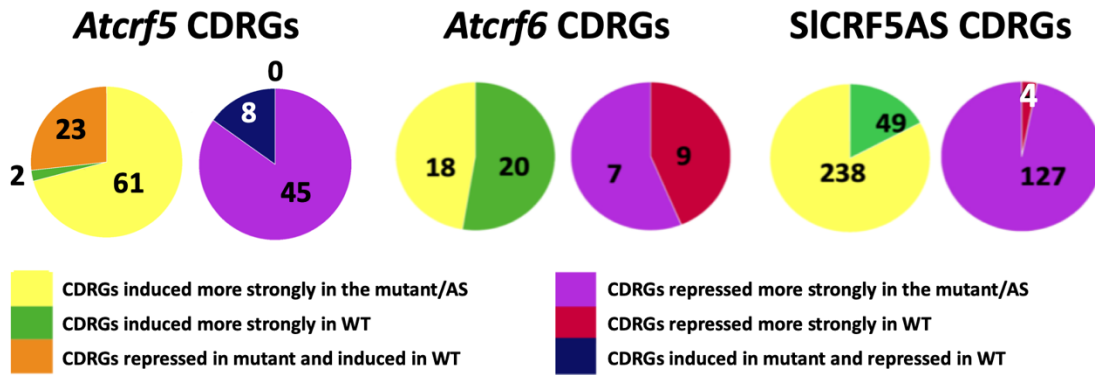 Atcrf5 CDRGs
Atcrf6 CDRGs
SlCRF5AS CDRGs
0
23
8
2
61
45
18
20
7
9
49
238
4
127
CDRGs induced more strongly in the mutant/AS
CDRGs induced more strongly in WT
CDRGs repressed in mutant and induced in WT
CDRGs repressed more strongly in the mutant/AS
CDRGs repressed more strongly in WT
CDRGs induced in mutant and repressed in WT